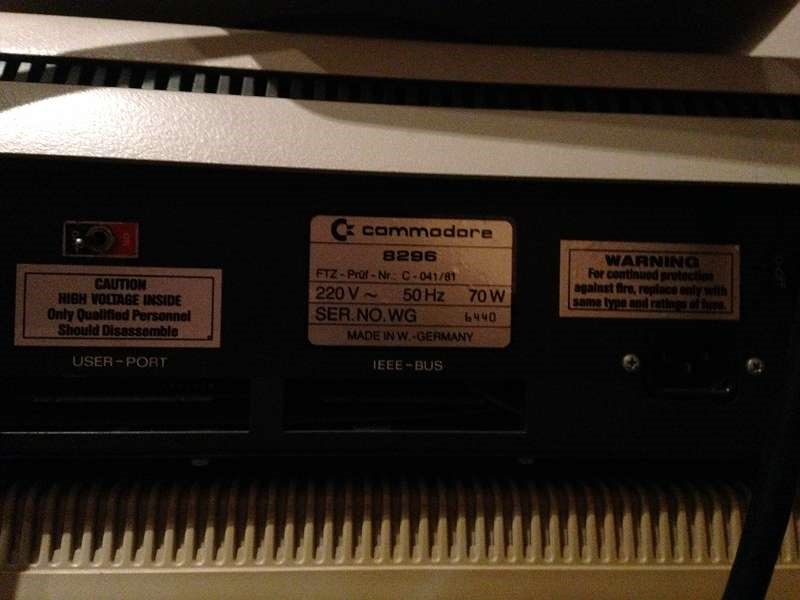 CAUTION
HIGH VOLTAGE INSIDE
Only Qualified Personnel
Should Disassemble
USER-PORT
commodore
8296
FTZ - Prüf - Nr.: C - 041/81
220 V ~ 50 Hz 70 W
SER. NO. WG 6440
MADE IN W.-GERMANY
IEEE-BUS
WARNING
For continued protection
against fire, replace only with
same type and ratings of fuse.